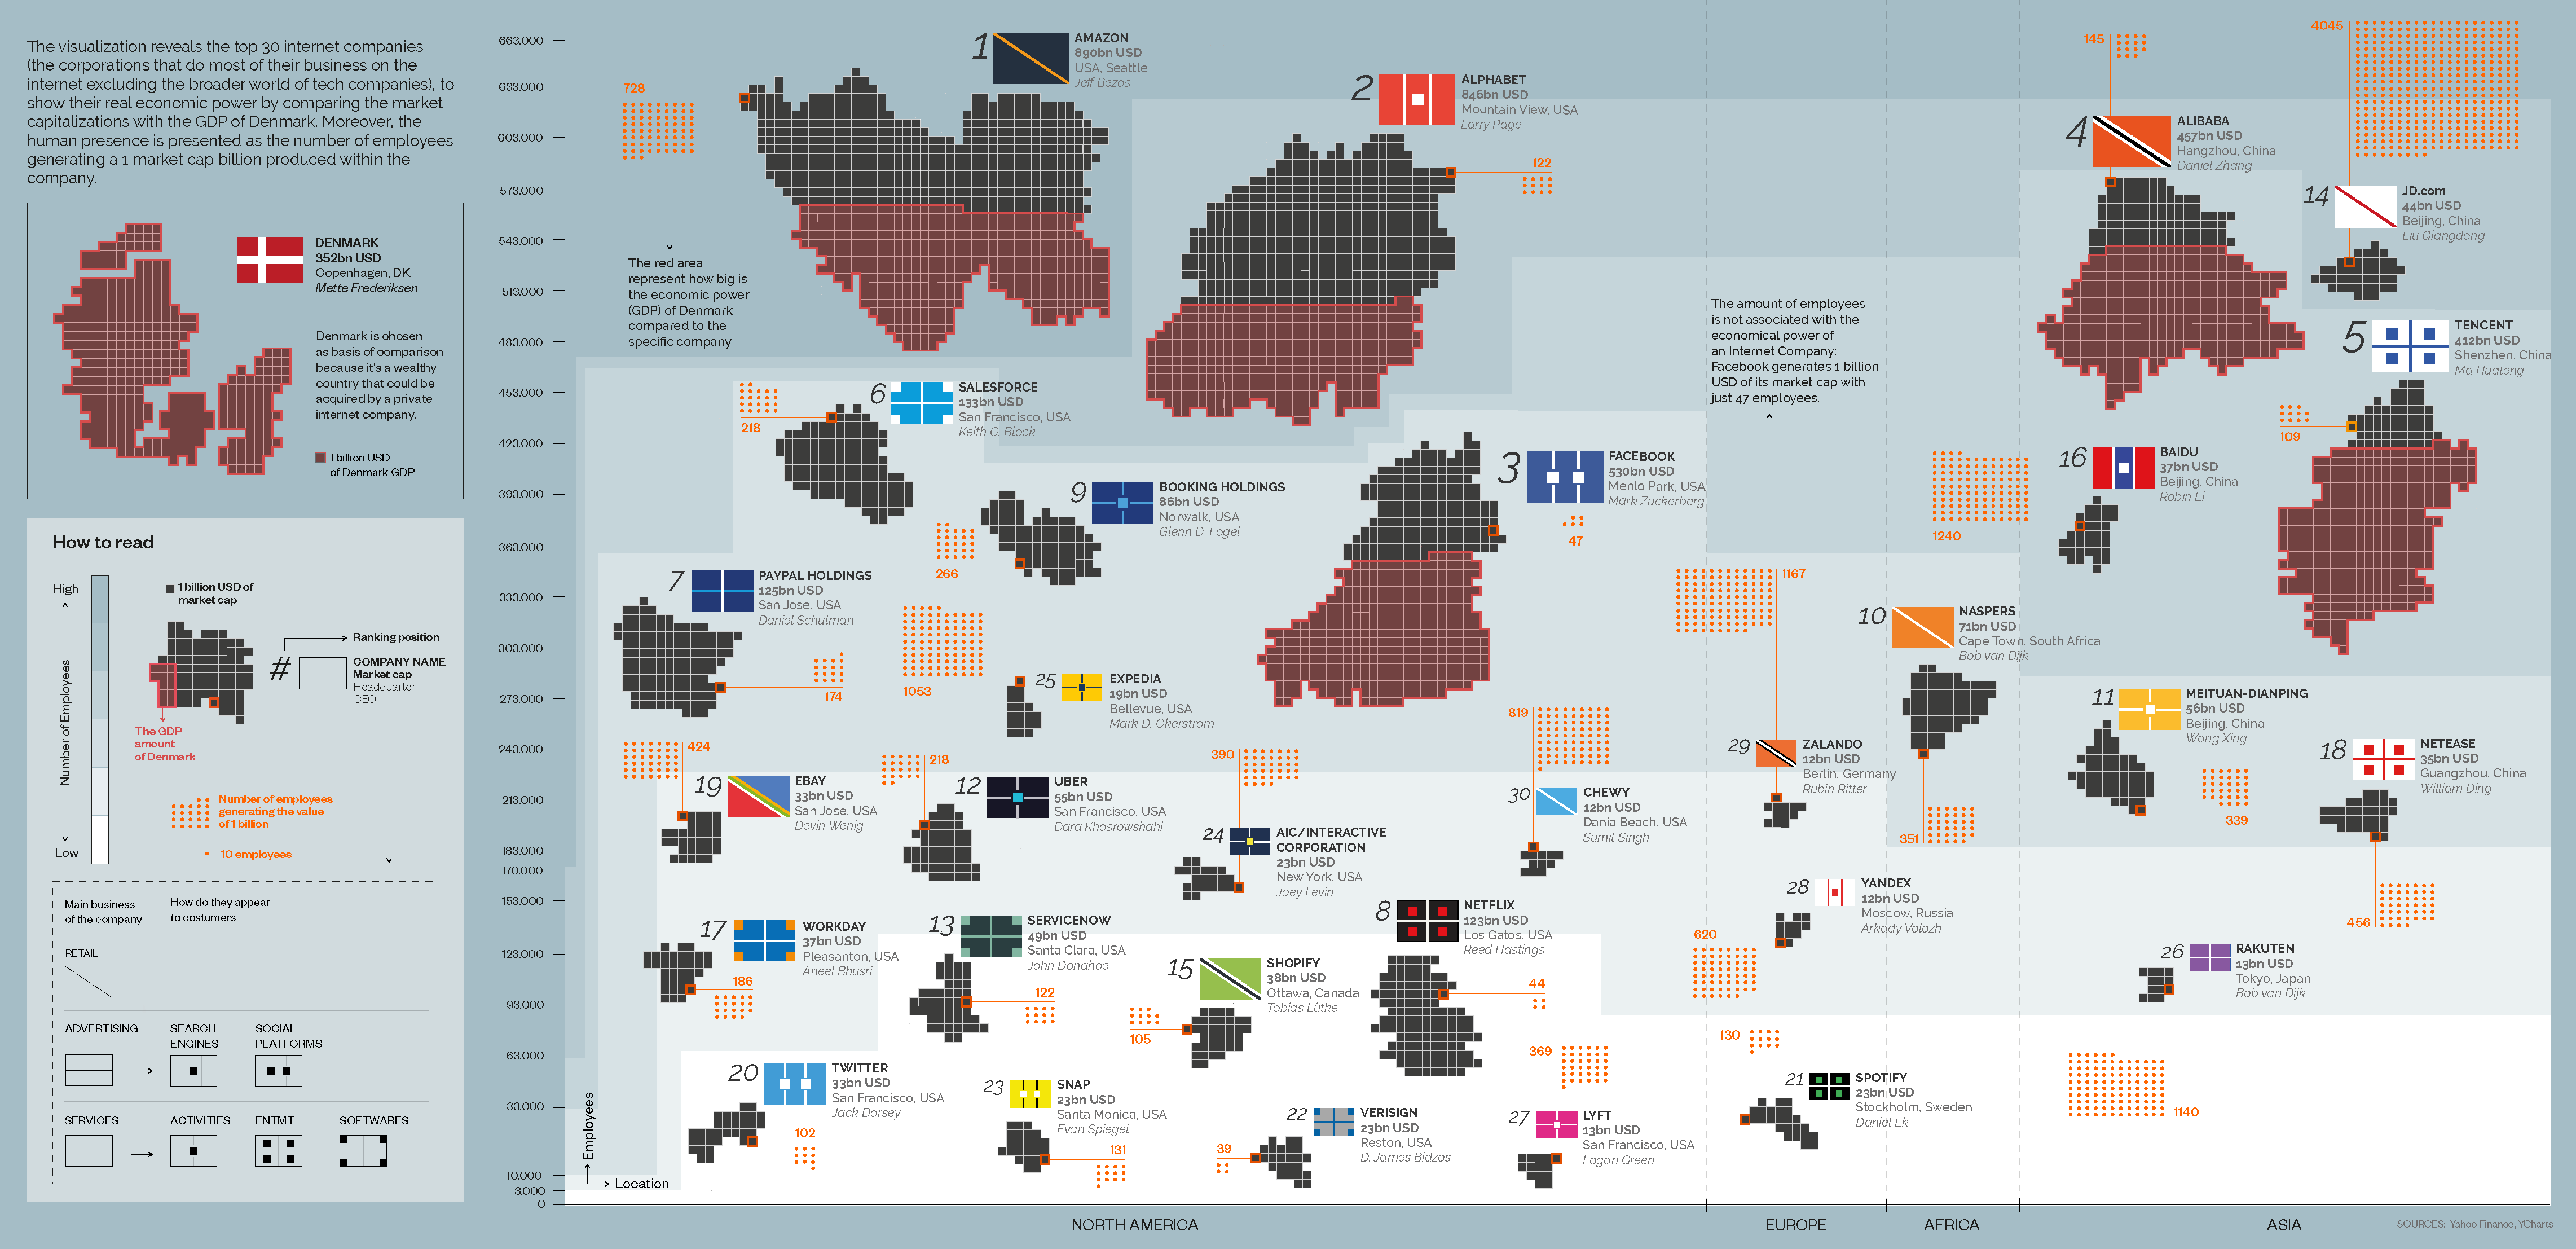 The visualization reveals the top 30 internet companies
(the corporations that do most of their business on the
internet excluding the broader world of tech companies), to
show their real economic power by comparing the market
capitalizations with the GDP of Denmark. Moreover, the
human presence is presented as the number of employees
generating a 1 market cap billion produced within the
company.
DENMARK
352bn USD
Copenhagen, DK
Mette Frederiksen
Denmark is chosen
as basis of comparison
because it's a wealthy
country that could be
acquired by a private
internet company.
1 billion USD
of Denmark GDP
How to read
High
Number of Employees
Low
1 billion USD of
market cap
Ranking position
#
COMPANY NAME
Market cap
Headquarter
CEO
The GDP
amount
of Denmark
Number of employees
generating the value
of 1 billion
10 employees
Main business
of the company
How do they appear
to costumers
RETAIL
ADVERTISING
SEARCH
ENGINES
SOCIAL
PLATFORMS
SERVICES
ACTIVITIES
ENTMT
SOFTWARES
663.000
633.000
603.000
573.000
543.000
513.000
483.000
453.000
423.000
393.000
363.000
333.000
303.000
273.000
243.000
213.000
183.000
170.000
153.000
123.000
93.000
63.000
33.000
10.000
3.000
0
Employees
Location
1
AMAZON
890bn USD
USA, Seattle
Jeff Bezos
728
The red area
represent how big is
the economic power
(GDP) of Denmark
compared to the
specific company
2
ALPHABET
846bn USD
Mountain View, USA
Larry Page
122
4
ALIBABA
457bn USD
Hangzhou, China
Daniel Zhang
145
4045
14
JD.com
44bn USD
Beijing, China
Liu Qiangdong
5
TENCENT
412bn USD
Shenzhen, China
Ma Huateng
109
The amount of employees
is not associated with the
economical power of
an Internet Company:
Facebook generates 1 billion
USD of its market cap with
just 47 employees.
6
SALESFORCE
133bn USD
San Francisco, USA
Keith G. Block
218
9
BOOKING HOLDINGS
86bn USD
Norwalk, USA
Glenn D. Fogel
266
3
FACEBOOK
530bn USD
Menlo Park, USA
Mark Zuckerberg
47
16
BAIDU
37bn USD
Beijing, China
Robin Li
1240
7
PAYPAL HOLDINGS
125bn USD
San Jose, USA
Daniel Schulman
174
25
EXPEDIA
19bn USD
Bellevue, USA
Mark D. Okerstrom
1053
1167
10
NASPERS
71bn USD
Cape Town, South Africa
Bob van Dijk
351
11
MEITUAN-DIANPING
56bn USD
Beijing, China
Wang Xing
339
18
NETEASE
35bn USD
Guangzhou, China
William Ding
456
29
ZALANDO
12bn USD
Berlin, Germany
Rubin Ritter
424
19
EBAY
33bn USD
San Jose, USA
Devin Wenig
218
12
UBER
55bn USD
San Francisco, USA
Dara Khosrowshahi
390
24
AIC/INTERACTIVE
CORPORATION
23bn USD
New York, USA
Joey Levin
819
30
CHEWY
12bn USD
Dania Beach, USA
Sumit Singh
28
YANDEX
12bn USD
Moscow, Russia
Arkady Volozh
620
17
WORKDAY
37bn USD
Pleasanton, USA
Aneel Bhusri
186
13
SERVICENOW
49bn USD
Santa Clara, USA
John Donahoe
122
15
SHOPIFY
38bn USD
Ottawa, Canada
Tobias Lütke
105
8
NETFLIX
123bn USD
Los Gatos, USA
Reed Hastings
44
26
RAKUTEN
13bn USD
Tokyo, Japan
Bob van Dijk
1140
20
TWITTER
33bn USD
San Francisco, USA
Jack Dorsey
102
23
SNAP
23bn USD
Santa Monica, USA
Evan Spiegel
131
22
VERISIGN
23bn USD
Reston, USA
D. James Bidzos
39
369
27
LYFT
13bn USD
San Francisco, USA
Logan Green
130
21
SPOTIFY
23bn USD
Stockholm, Sweden
Daniel Ek
NORTH AMERICA
EUROPE
AFRICA
ASIA
SOURCES: Yahoo Finance, YCharts